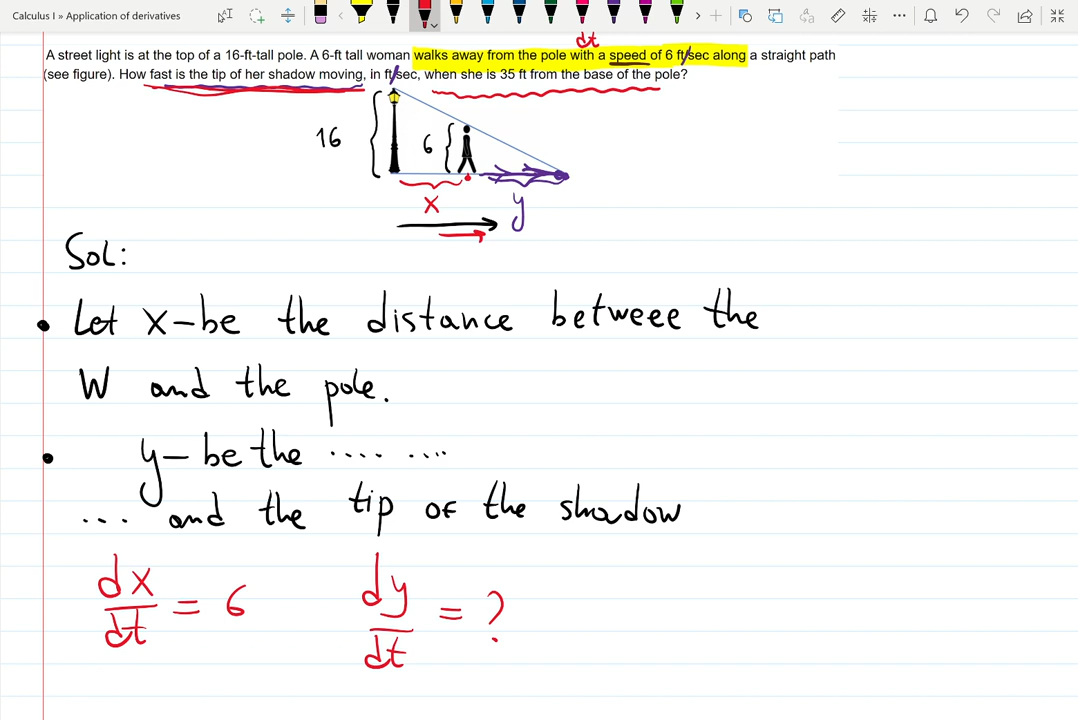 Calculus I » Application of derivatives
dt
A street light is at the top of a 16-ft-tall pole. A 6-ft tall woman walks away from the pole with a speed of 6 ft/sec along a straight path
(see figure). How fast is the tip of her shadow moving, in ft/sec, when she is 35 ft from the base of the pole?
16
6
x
y
Sol:
• Let x-be the distance betweee the
W and the pole.
• y- be the .... ....
... and the tip of the shadow
dx/dt = 6 dy/dt = ?